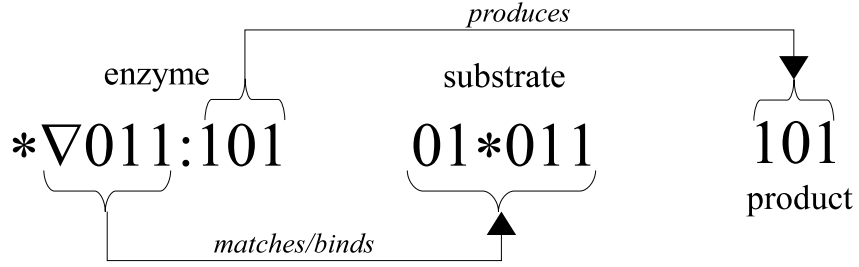 produces
enzyme substrate
*∇011:101 01*011 101
product
matches/binds